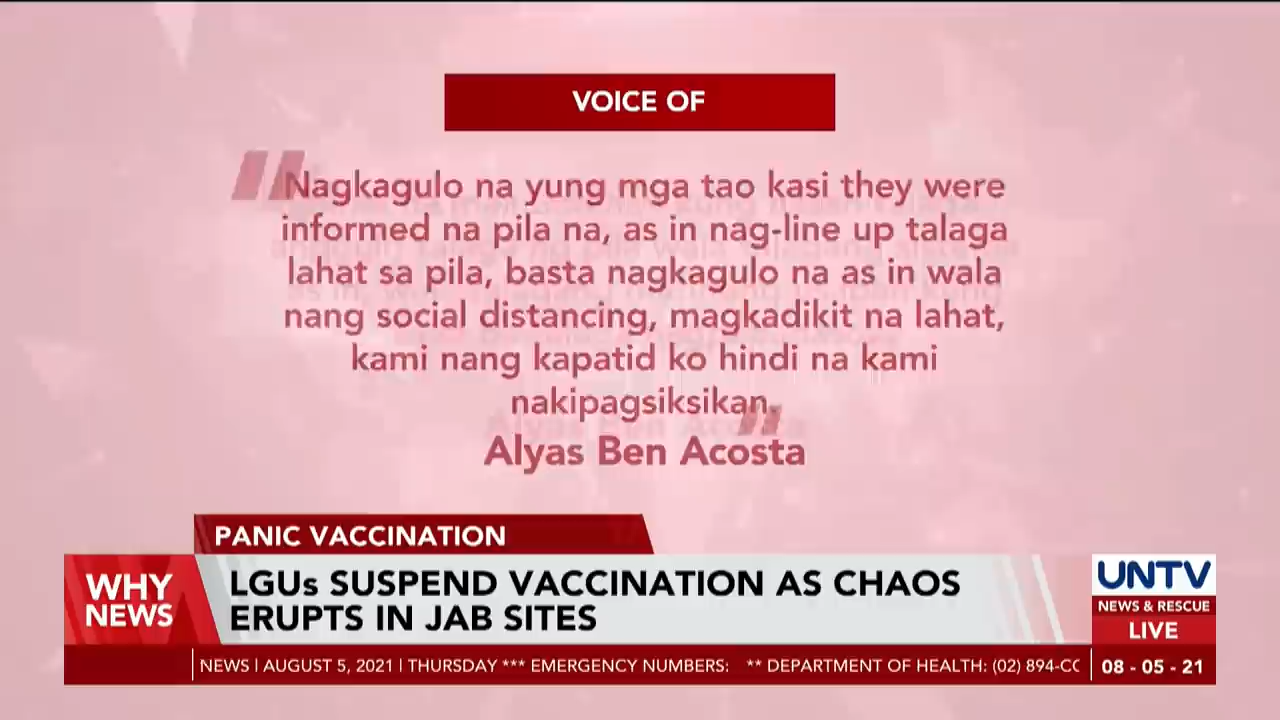 VOICE OF
"Nagkagulo na yung mga tao kasi they were
informed na pila na, as in nag-line up talaga
lahat sa pila, basta nagkagulo na as in wala
nang social distancing, magkadikit na lahat,
kami nang kapatid ko hindi na kami
nakipagsiksikan."
Alyas Ben Acosta
PANIC VACCINATION
WHY
NEWS
LGUs SUSPEND VACCINATION AS CHAOS
ERUPTS IN JAB SITES
UNTV
NEWS & RESCUE
LIVE
NEWS | AUGUST 5, 2021 | THURSDAY *** EMERGENCY NUMBERS: ** DEPARTMENT OF HEALTH: (02) 894-CO
08 - 05 - 21